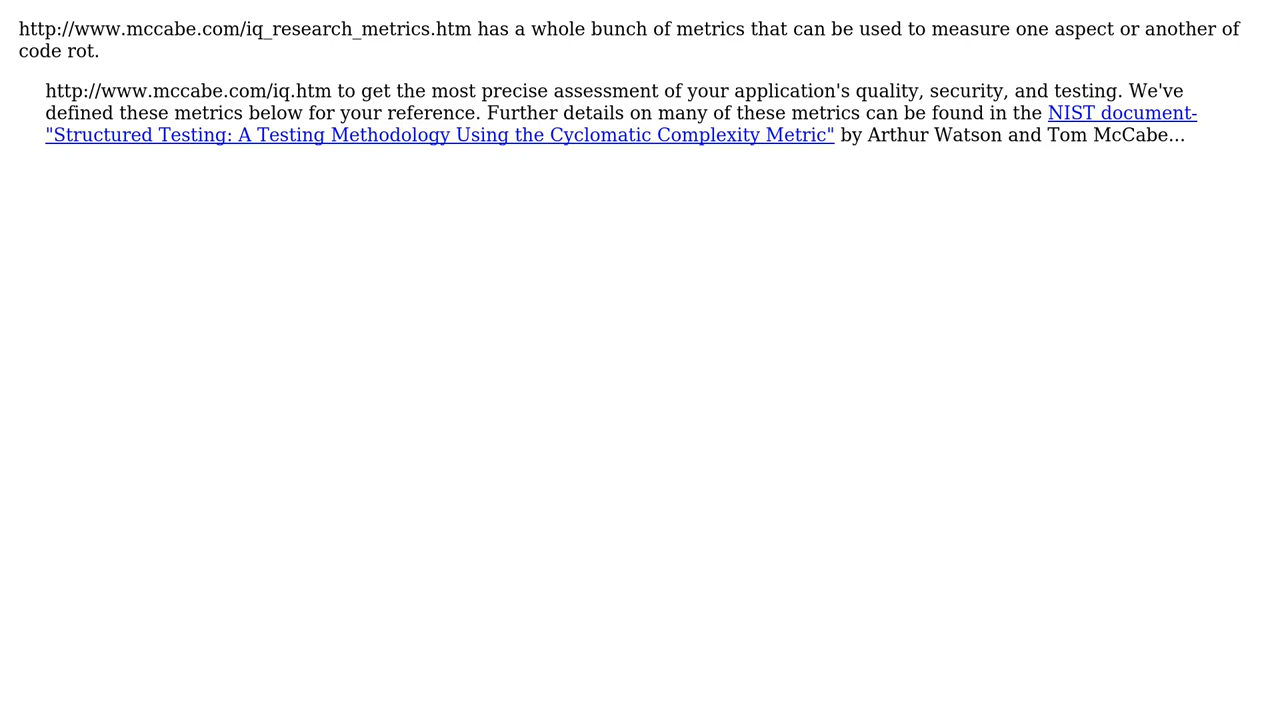 http://www.mccabe.com/iq_research_metrics.htm has a whole bunch of metrics that can be used to measure one aspect or another of
code rot.
http://www.mccabe.com/iq.htm to get the most precise assessment of your application's quality, security, and testing. We've
defined these metrics below for your reference. Further details on many of these metrics can be found in the NIST document-
"Structured Testing: A Testing Methodology Using the Cyclomatic Complexity Metric" by Arthur Watson and Tom McCabe...